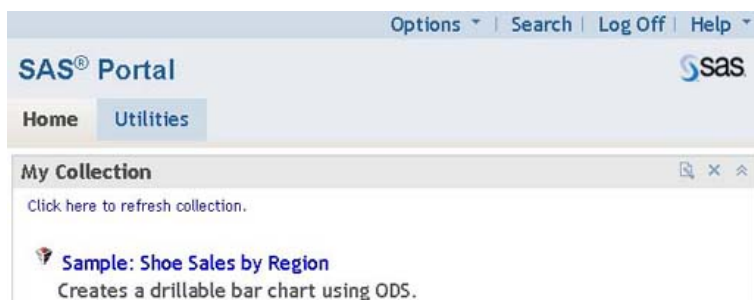 Options | Search | Log Off | Help
SAS® Portal
sas
Home Utilities
My Collection
Click here to refresh collection.
Sample: Shoe Sales by Region
Creates a drillable bar chart using ODS.